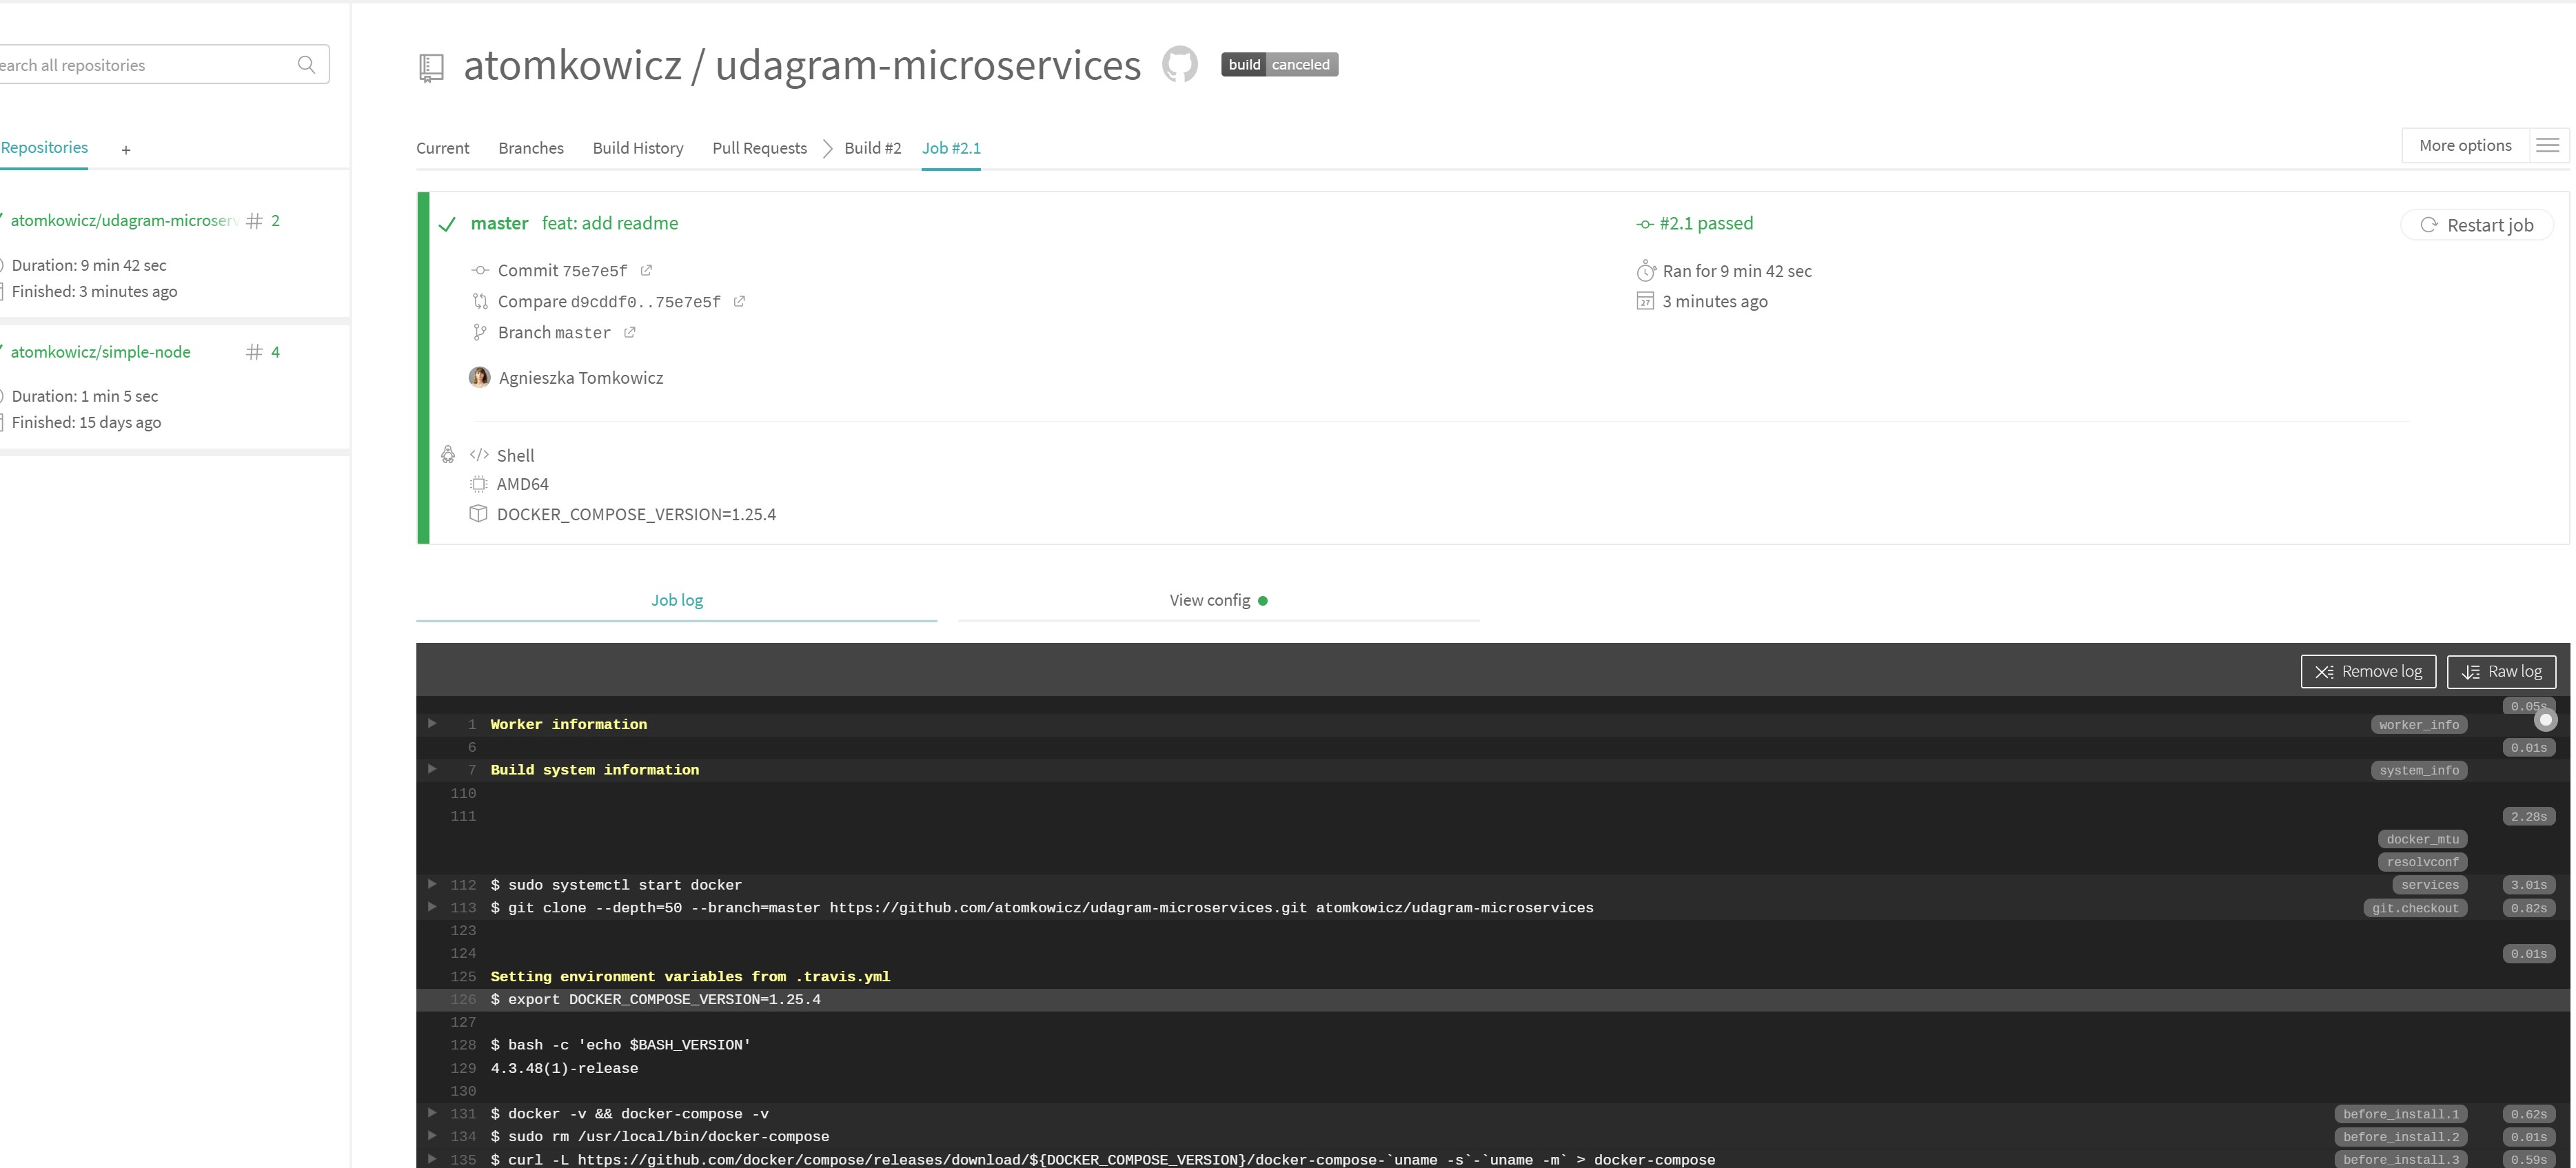 earch all repositories
Repositories +
atomkowicz/udagram-microserv # 2
Duration: 9 min 42 sec
Finished: 3 minutes ago
atomkowicz/simple-node # 4
Duration: 1 min 5 sec
Finished: 15 days ago
atomkowicz / udagram-microservices build canceled
Current Branches Build History Pull Requests Build #2 Job #2.1 More options
master feat: add readme #2.1 passed Restart job
Commit 75e7e5f Ran for 9 min 42 sec
Compare d9cddf0..75e7e5f 27 3 minutes ago
Branch master
Agnieszka Tomkowicz
</> Shell
AMD64
DOCKER_COMPOSE_VERSION=1.25.4
Job log View config
Remove log Raw log
0.05s
1 Worker information worker_info
6 0.01s
7 Build system information system_info
110
111 2.28s
docker_mtu
resolvconf
112 $ sudo systemctl start docker services 3.01s
113 $ git clone --depth=50 --branch=master https://github.com/atomkowicz/udagram-microservices.git atomkowicz/udagram-microservices git.checkout 0.82s
123
124 0.01s
125 Setting environment variables from .travis.yml
126 $ export DOCKER_COMPOSE_VERSION=1.25.4
127
128 $ bash -c 'echo $BASH_VERSION'
129 4.3.48(1)-release
130
131 $ docker -v && docker-compose -v before_install.1 0.62s
134 $ sudo rm /usr/local/bin/docker-compose before_install.2 0.01s
135 $ curl -L https://github.com/docker/compose/releases/download/${DOCKER_COMPOSE_VERSION}/docker-compose-`uname -s`-`uname -m` > docker-compose before_install.3 0.59s